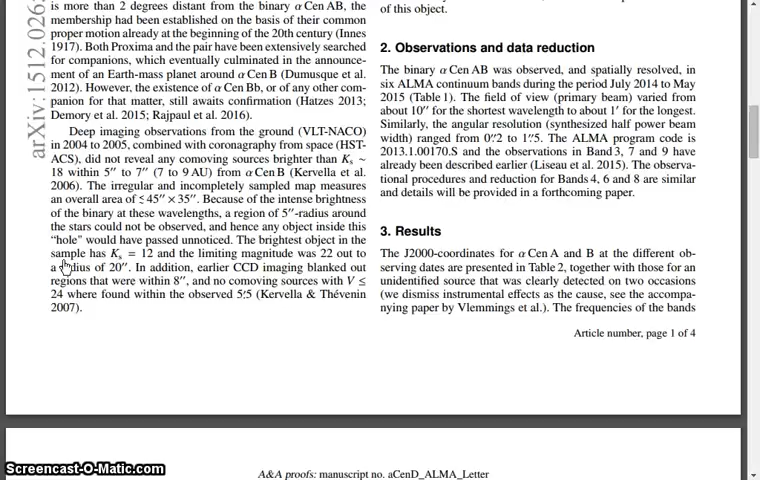 arXiv:1512.026
is more than 2 degrees distant from the binary α Cen AB, the
membership had been established on the basis of their common
proper motion already at the beginning of the 20th century (Innes
1917). Both Proxima and the pair have been extensively searched
for companions, which eventually culminated in the announce-
ment of an Earth-mass planet around α Cen B (Dumusque et al.
2012). However, the existence of α Cen Bb, or of any other com-
panion for that matter, still awaits confirmation (Hatzes 2013;
Demory et al. 2015; Rajpaul et al. 2016).
Deep imaging observations from the ground (VLT-NACO)
in 2004 to 2005, combined with coronagraphy from space (HST-
ACS), did not reveal any comoving sources brighter than Ks ∼
18 within 5″ to 7″ (7 to 9 AU) from α Cen B (Kervella et al.
2006). The irregular and incompletely sampled map measures
an overall area of ≲ 45″ × 35″. Because of the intense brightness
of the binary at these wavelengths, a region of 5″-radius around
the stars could not be observed, and hence any object inside this
"hole" would have passed unnoticed. The brightest object in the
sample has Ks = 12 and the limiting magnitude was 22 out to
a radius of 20″. In addition, earlier CCD imaging blanked out
regions that were within 8″, and no comoving sources with V ≤
24 where found within the observed 5.′5 (Kervella & Thévenin
2007).
of this object.
2. Observations and data reduction
The binary α Cen AB was observed, and spatially resolved, in
six ALMA continuum bands during the period July 2014 to May
2015 (Table 1). The field of view (primary beam) varied from
about 10″ for the shortest wavelength to about 1′ for the longest.
Similarly, the angular resolution (synthesized half power beam
width) ranged from 0.″2 to 1.″5. The ALMA program code is
2013.1.00170.S and the observations in Band 3, 7 and 9 have
already been described earlier (Liseau et al. 2015). The observa-
tional procedures and reduction for Bands 4, 6 and 8 are similar
and details will be provided in a forthcoming paper.
3. Results
The J2000-coordinates for α Cen A and B at the different ob-
serving dates are presented in Table 2, together with those for an
unidentified source that was clearly detected on two occasions
(we dismiss instrumental effects as the cause, see the accompa-
nying paper by Vlemmings et al.). The frequencies of the bands
Article number, page 1 of 4
A&A proofs: manuscript no. aCenD_ALMA_Letter
Screencast-O-Matic.com